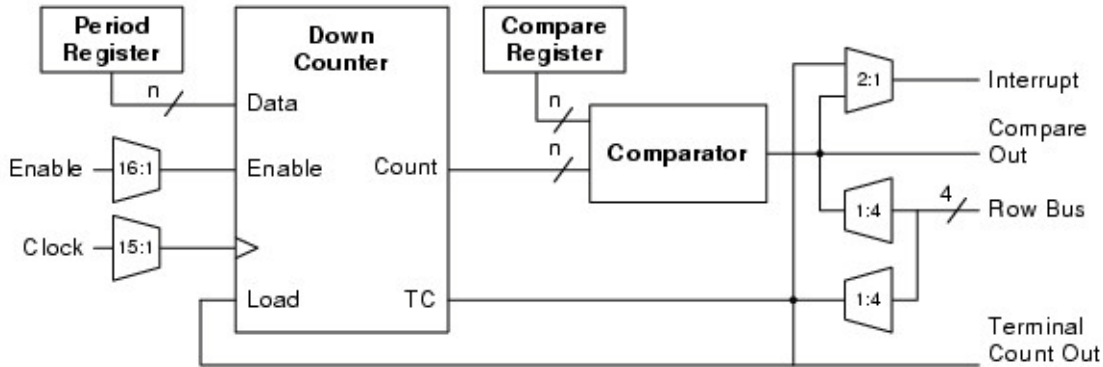 Period
Register
Down
Counter
Compare
Register
n
Data
n
2:1
Interrupt
Compare
Out
Enable
16:1
Enable
Count
n
Comparator
1:4
4
Row Bus
Clock
15:1
Load
TC
1:4
Terminal
Count Out